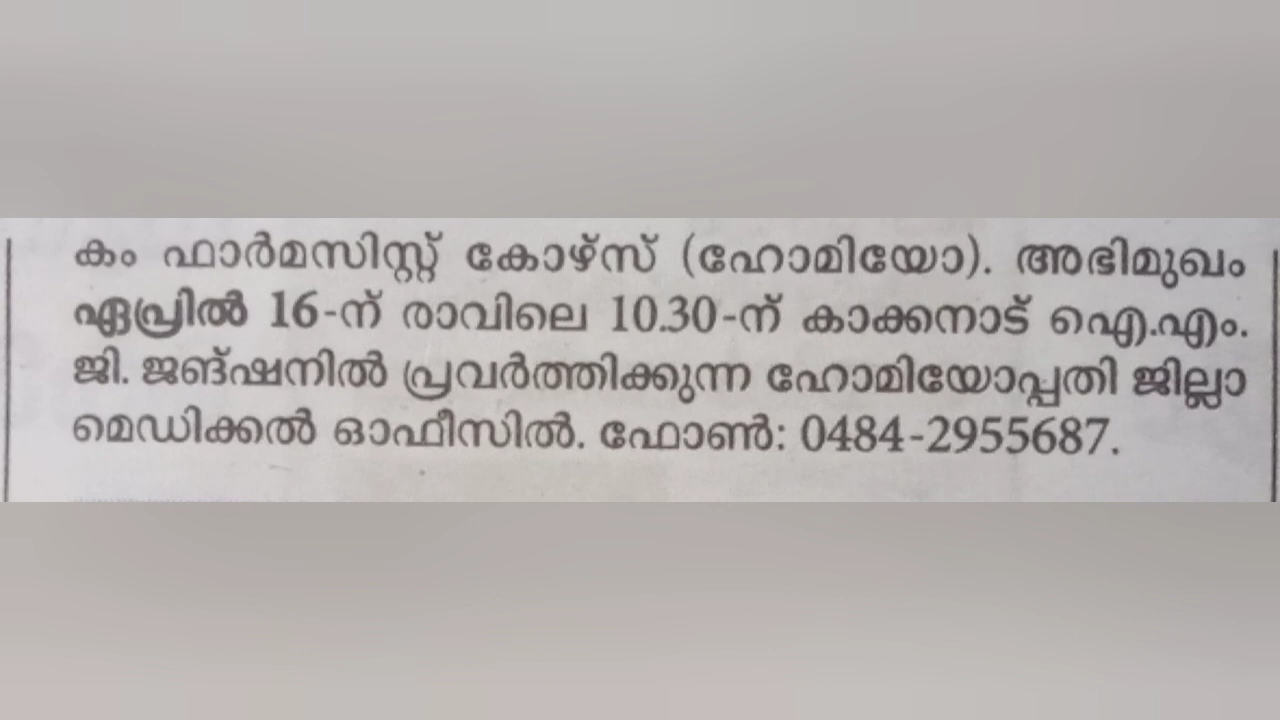 കം ഫാർമസിസ്റ്റ് കോഴ്സ് (ഹോമിയോ). അഭിമുഖം
ഏപ്രിൽ 16-ന് രാവിലെ 10.30-ന് കാക്കനാട് ഐ.എം.
ജി. ജങ്ഷനിൽ പ്രവർത്തിക്കുന്ന ഹോമിയോപ്പതി ജില്ലാ
മെഡിക്കൽ ഓഫീസിൽ. ഫോൺ: 0484-2955687.